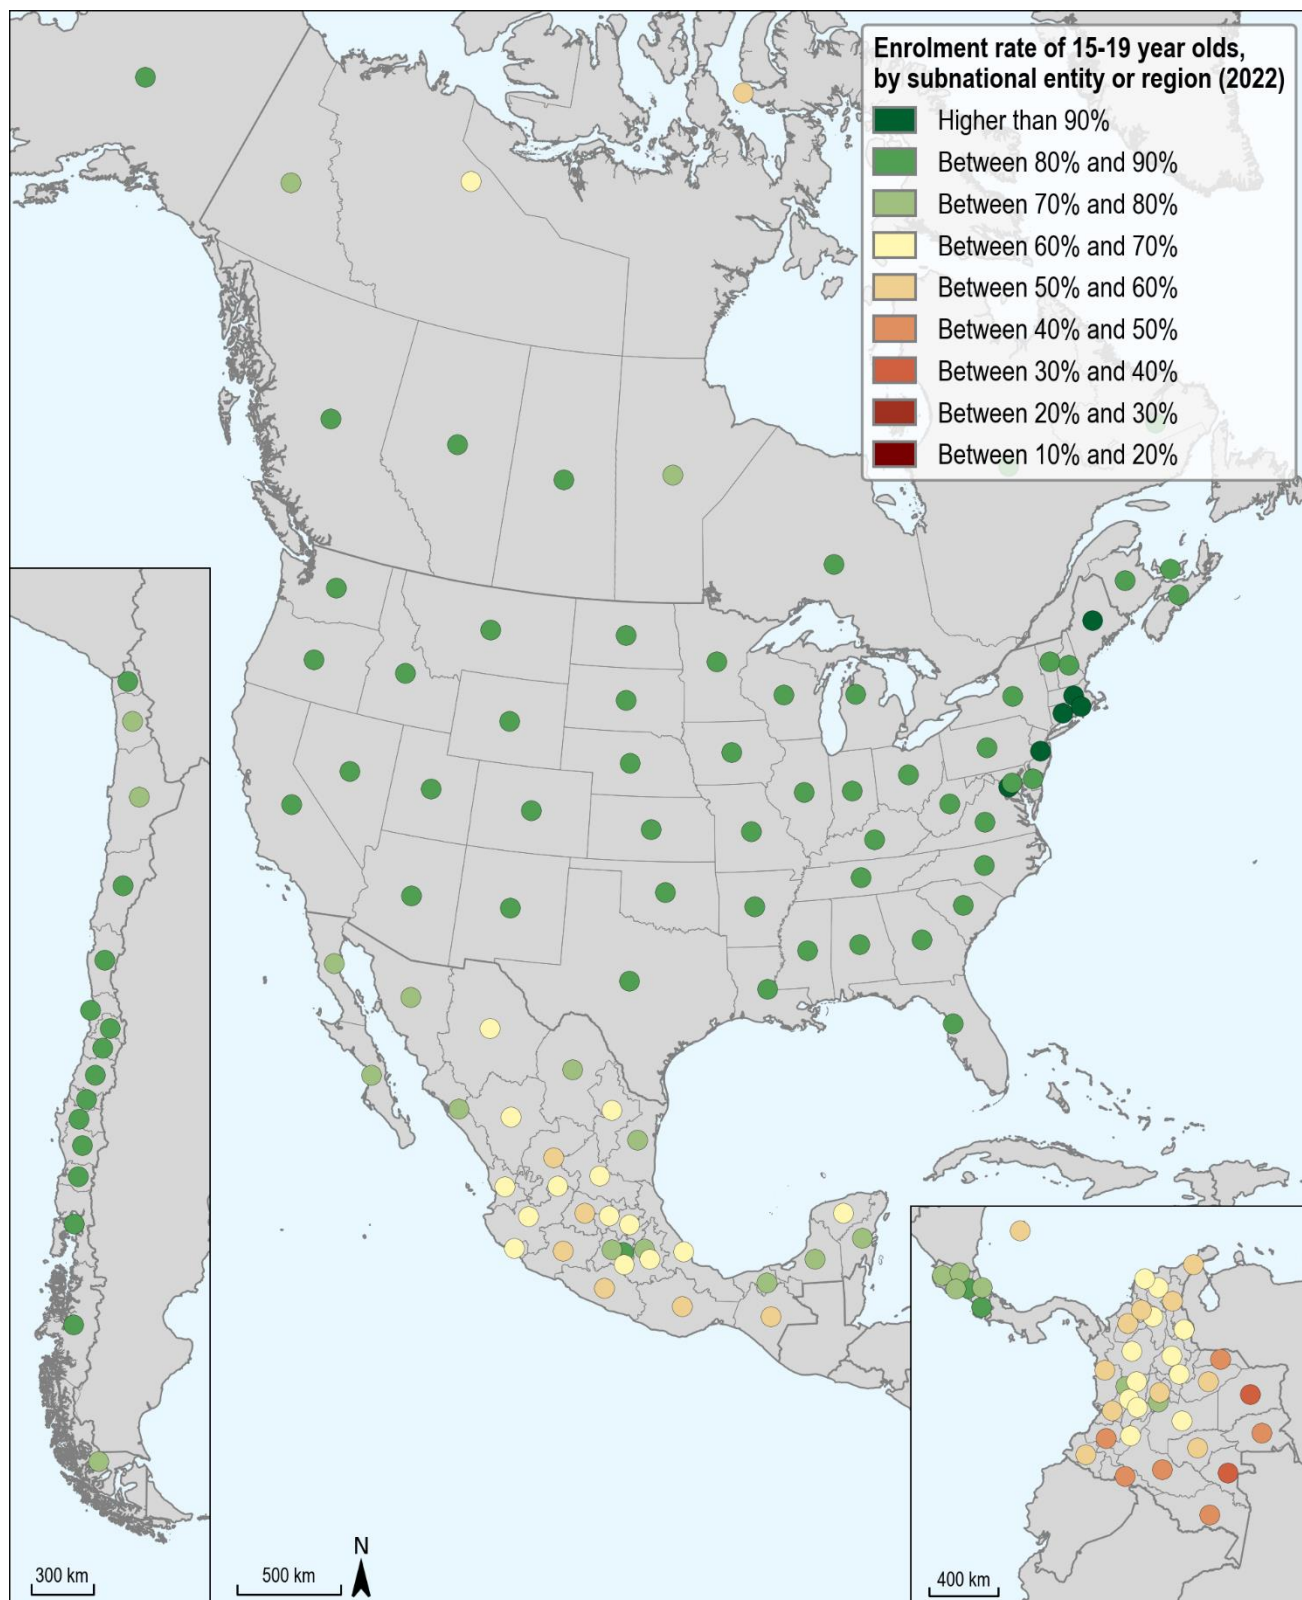 Enrolment rate of 15-19 year olds,
by subnational entity or region (2022)
Higher than 90%
Between 80% and 90%
Between 70% and 80%
Between 60% and 70%
Between 50% and 60%
Between 40% and 50%
Between 30% and 40%
Between 20% and 30%
Between 10% and 20%
300 km
500 km
N
400 km